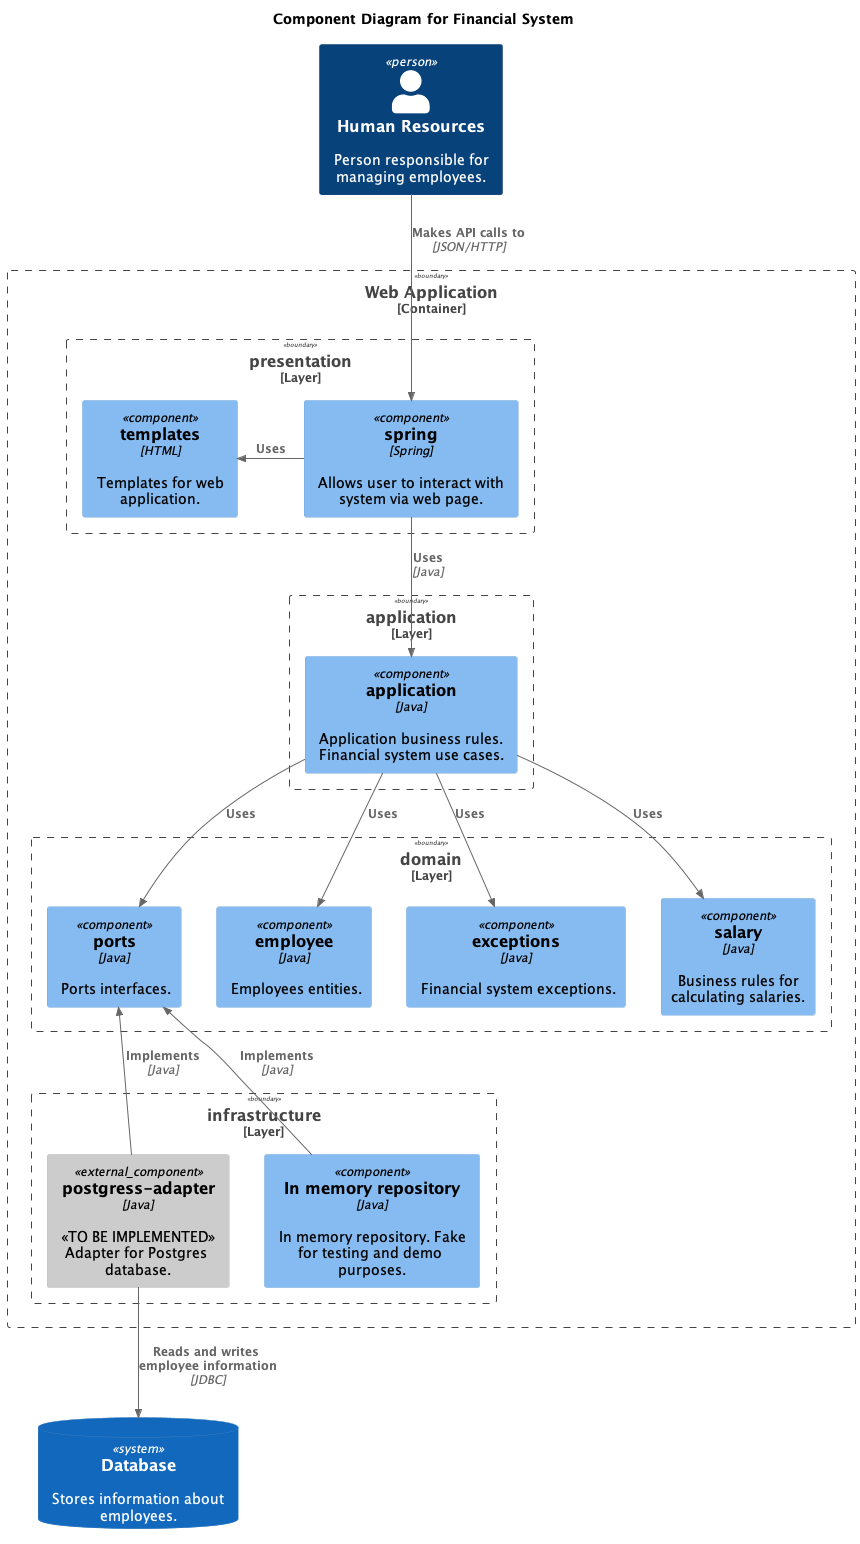 Component Diagram for Financial System
«person»
Human Resources
Person responsible for
managing employees.
Makes API calls to
[JSON/HTTP]
«boundary»
Web Application
[Container]
«boundary»
presentation
[Layer]
«component»
templates
[HTML]
Templates for web
application.
Uses
«component»
spring
[Spring]
Allows user to interact with
system via web page.
Uses
[Java]
«boundary»
application
[Layer]
«component»
application
[Java]
Application business rules.
Financial system use cases.
Uses
Uses
Uses
Uses
«boundary»
domain
[Layer]
«component»
ports
[Java]
Ports interfaces.
«component»
employee
[Java]
Employees entities.
«component»
exceptions
[Java]
Financial system exceptions.
«component»
salary
[Java]
Business rules for
calculating salaries.
Implements
[Java]
Implements
[Java]
«boundary»
infrastructure
[Layer]
«external_component»
postgress-adapter
[Java]
«TO BE IMPLEMENTED»
Adapter for Postgres
database.
«component»
In memory repository
[Java]
In memory repository. Fake
for testing and demo
purposes.
Reads and writes
employee information
[JDBC]
«system»
Database
Stores information about
employees.